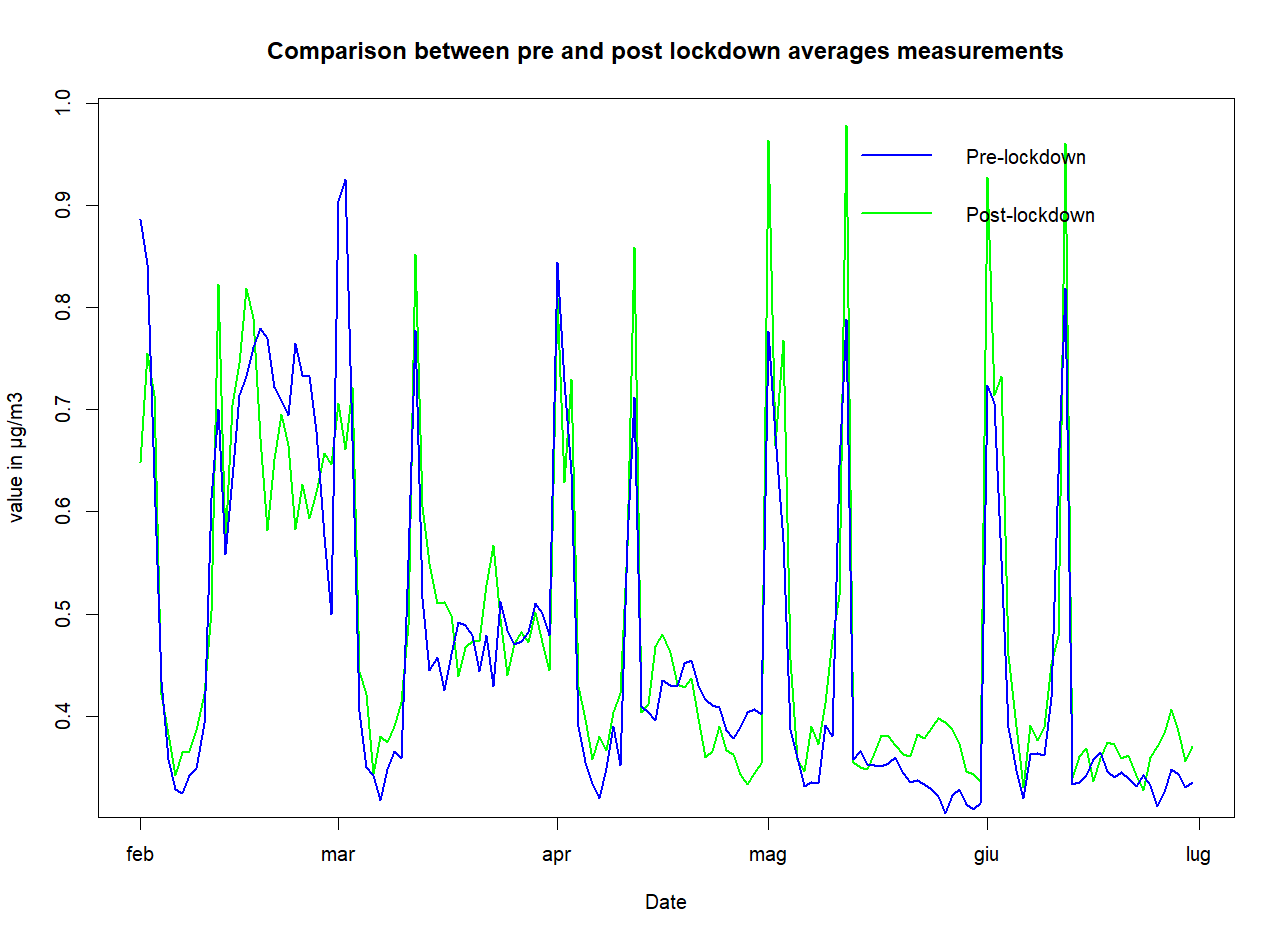 Comparison between pre and post lockdown averages measurements
value in µg/m3
1.0
0.9
0.8
0.7
0.6
0.5
0.4
Pre-lockdown
Post-lockdown
feb mar apr mag giu lug
Date